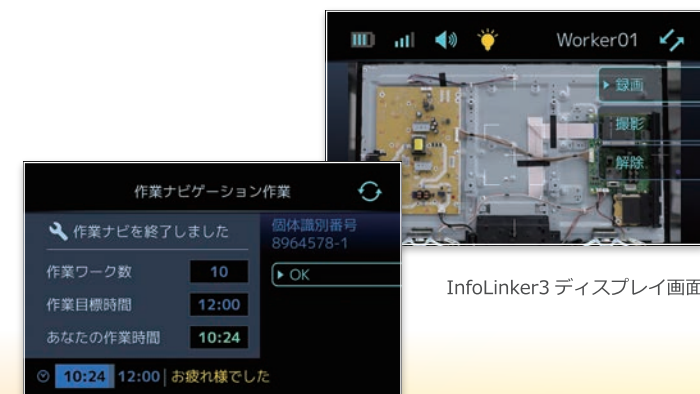 Worker01
録画
撮影
解除
作業ナビゲーション作業
作業ナビを終了しました
作業ワーク数 10
作業目標時間 12:00
あなたの作業時間 10:24
個体識別番号
8964578-1
OK
10:24 12:00 お疲れ様でした
InfoLinker3 ディスプレイ画面